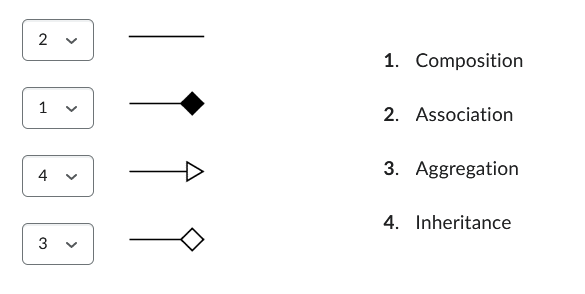 2
1. Composition
1
2. Association
4
3. Aggregation
3
4. Inheritance